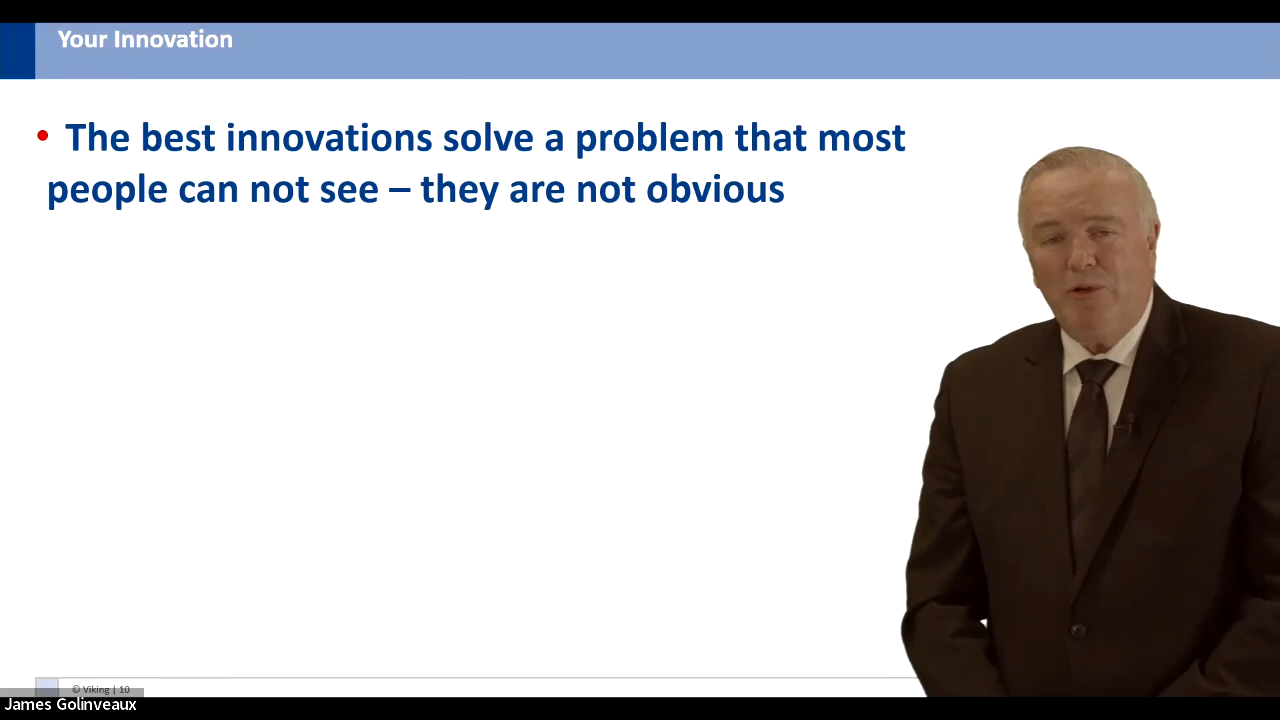 Your Innovation
• The best innovations solve a problem that most
people can not see – they are not obvious
© Viking | 10
James Golinveaux